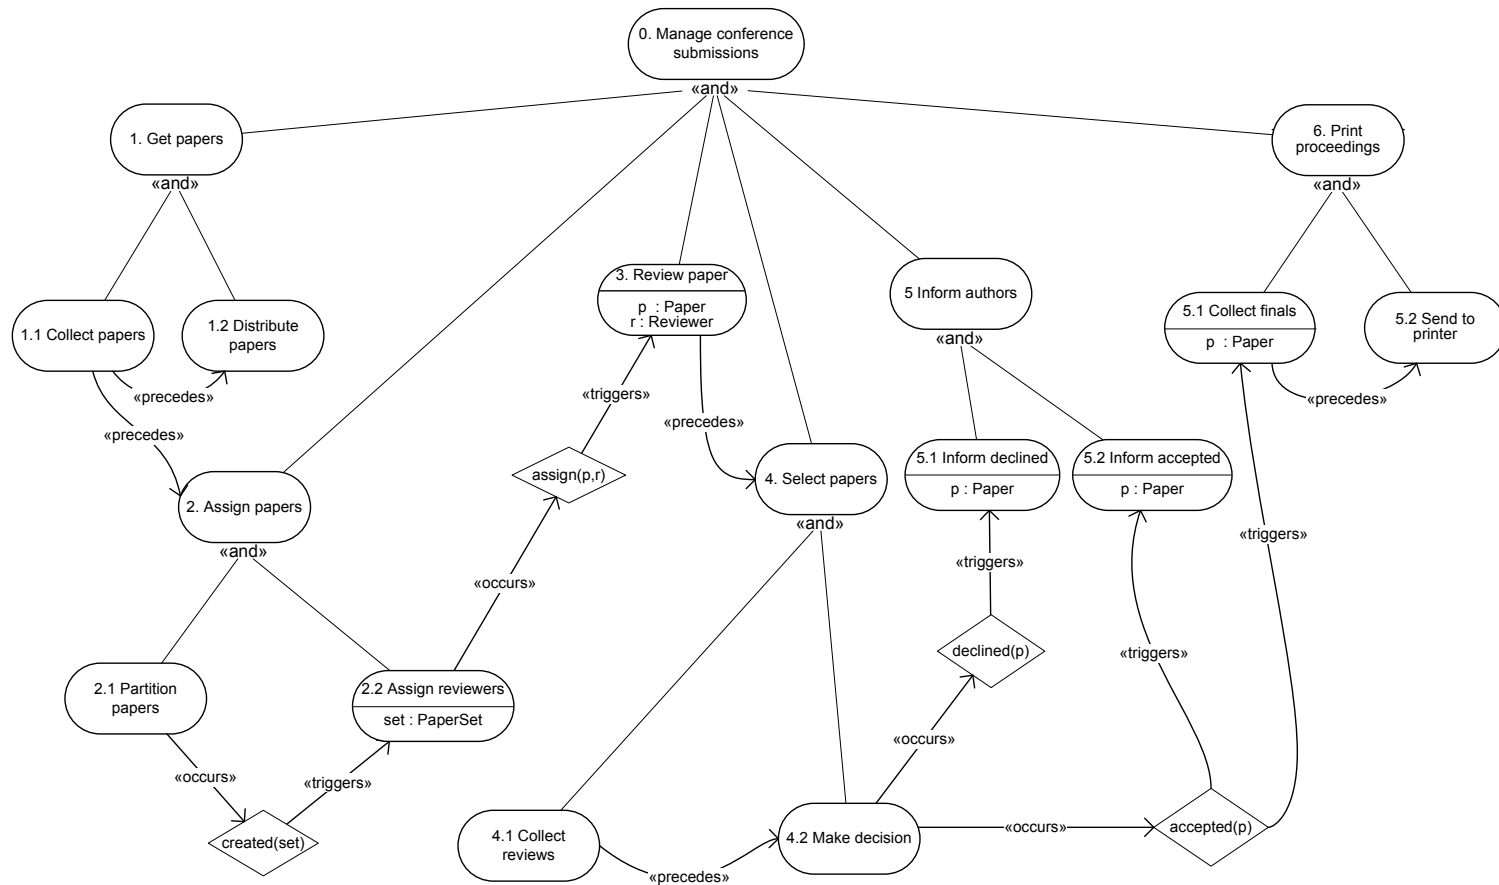 0. Manage conference
submissions
«and»
1. Get papers
«and»
6. Print
proceedings
«and»
3. Review paper
p : Paper
r : Reviewer
5 Inform authors
«and»
1.1 Collect papers
1.2 Distribute
papers
5.1 Collect finals
p : Paper
5.2 Send to
printer
«precedes»
«triggers»
«precedes»
«precedes»
«precedes»
5.1 Inform declined
p : Paper
5.2 Inform accepted
p : Paper
assign(p,r)
4. Select papers
«and»
2. Assign papers
«and»
«triggers»
«triggers»
«occurs»
declined(p)
«triggers»
2.1 Partition
papers
2.2 Assign reviewers
set : PaperSet
«occurs»
«occurs»
«triggers»
created(set)
4.1 Collect
reviews
4.2 Make decision
«occurs»
accepted(p)
«precedes»